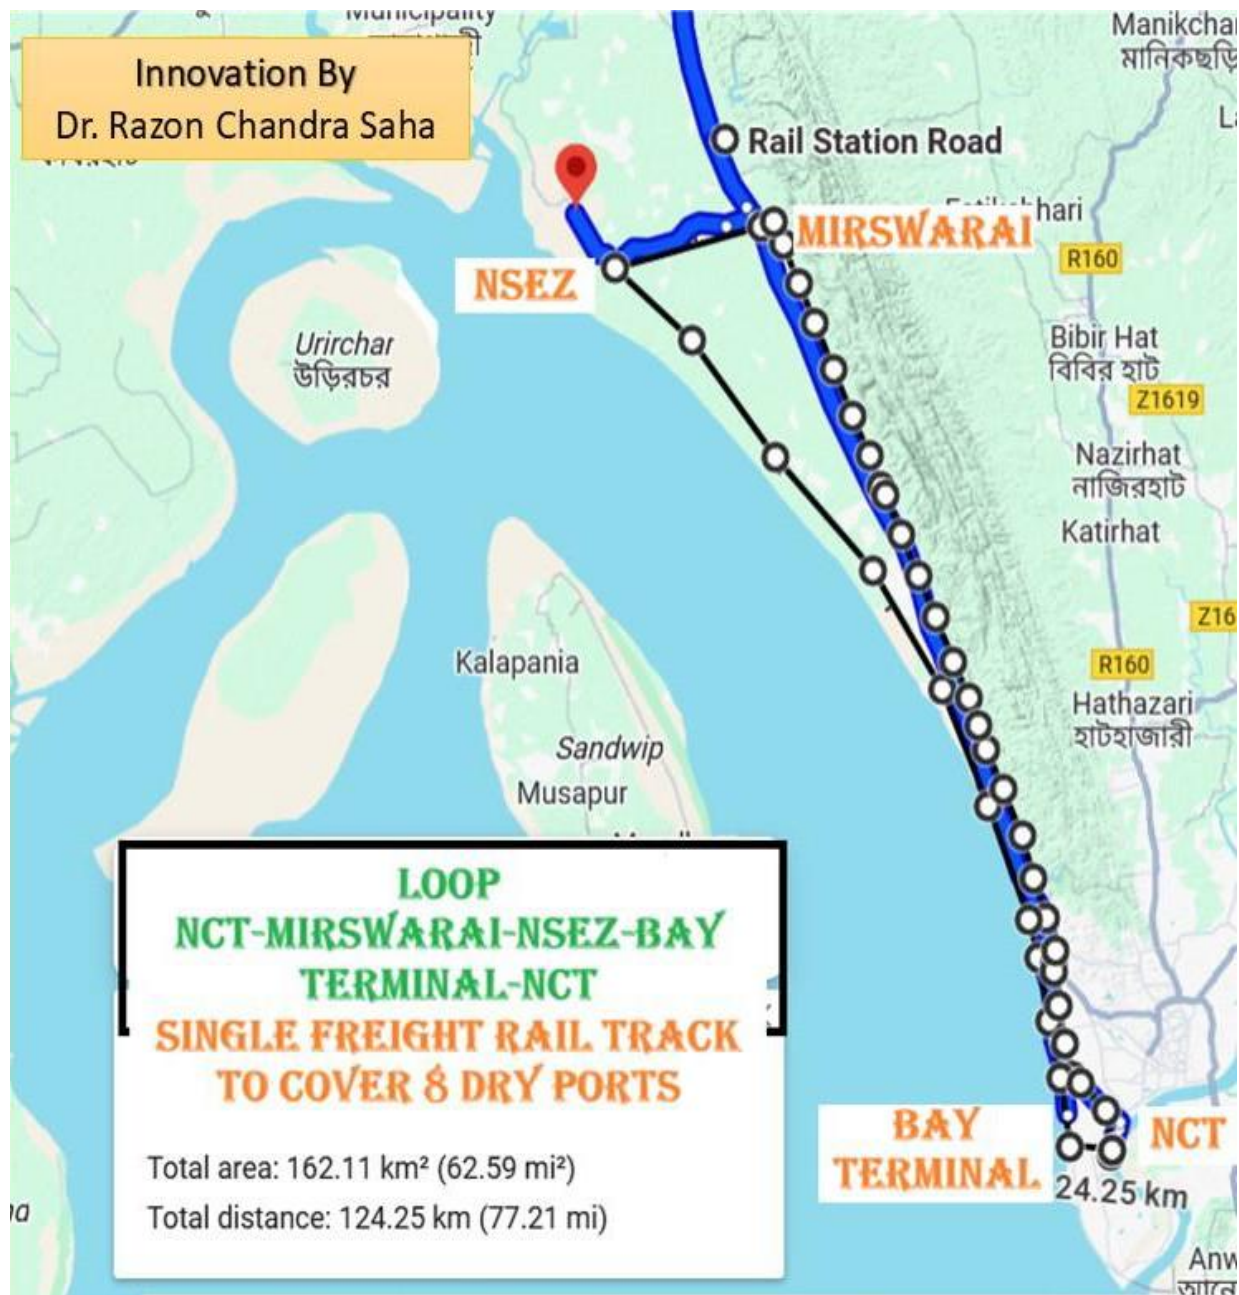 Municipality
Manikchar
মানিকছড়ি
Innovation By
Dr. Razon Chandra Saha
Rail Station Road
MIRSWARAI
R160
NSEZ
Urirchar
উড়িরচর
Bibir Hat
বিবির হাট
Z1619
Nazirhat
নাজিরহাট
Katirhat
Z16
Kalapania
R160
Hathazari
হাটহাজারী
Sandwip
Musapur
LOOP
NCT-MIRSWARAI-NSEZ-BAY
TERMINAL-NCT
SINGLE FREIGHT RAIL TRACK
TO COVER 8 DRY PORTS
Total area: 162.11 km² (62.59 mi²)
Total distance: 124.25 km (77.21 mi)
BAY
TERMINAL
NCT
24.25 km
Anw